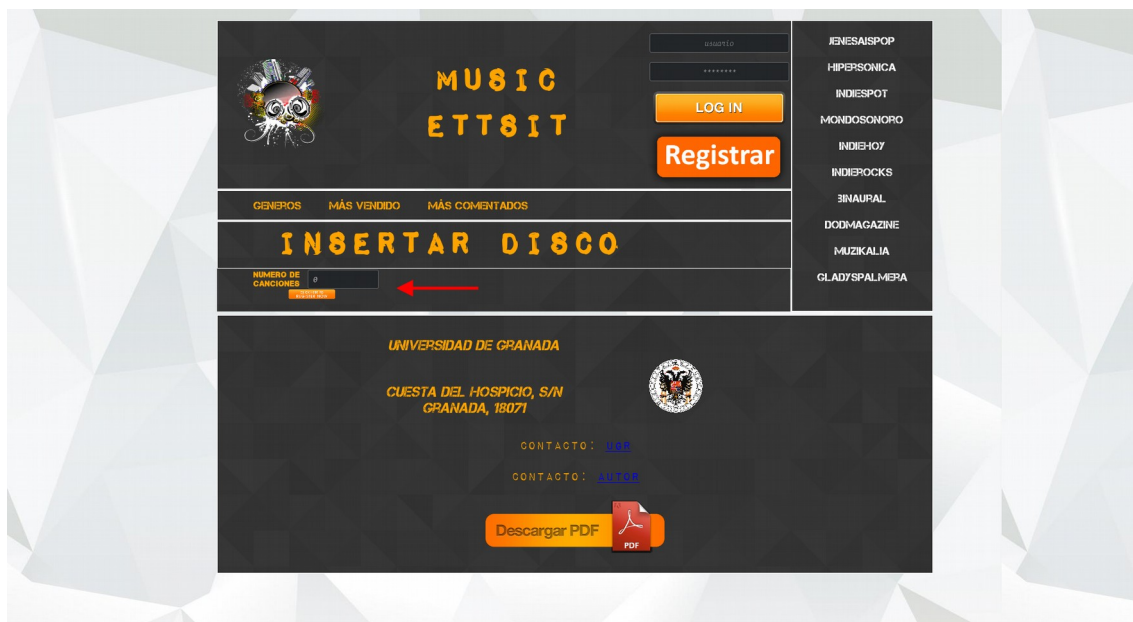 usuario
********
MUSIC
ETTSIT
LOG IN
Registrar
GENEROS MÁS VENDIDO MÁS COMENTADOS
INSERTAR DISCO
NUMERO DE
CANCIONES
0
JENESAISPOP
HIPERSONICA
INDIESPOT
MONDOSONORO
INDIEHOY
INDIEROCKS
BINAURAL
DODMAGAZINE
MUZIKALIA
GLADYSPALMERA
UNIVERSIDAD DE GRANADA
CUESTA DEL HOSPICIO, S/N
GRANADA, 18071
CONTACTO: UGR
CONTACTO: AUTOR
Descargar PDF
PDF